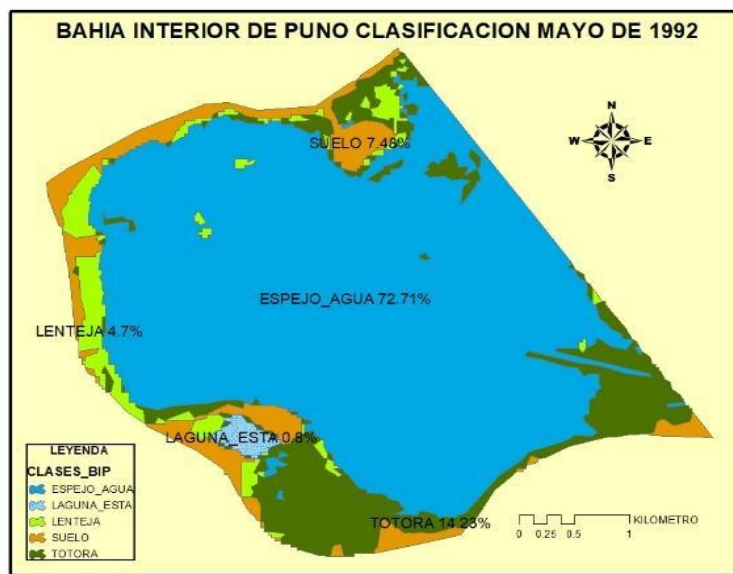 BAHIA INTERIOR DE PUNO CLASIFICACION MAYO DE 1992
N
W E
S
SUELO 7.48%
ESPEJO_AGUA 72.71%
LENTEJA 4.7%
LAGUNA_ESTA 0.8%
TOTORA 14.23%
LEYENDA
CLASES_BIP
ESPEJO_AGUA
LAGUNA_ESTA
LENTEJA
SUELO
TOTORA
KILOMETRO
0 0.25 0.5 1